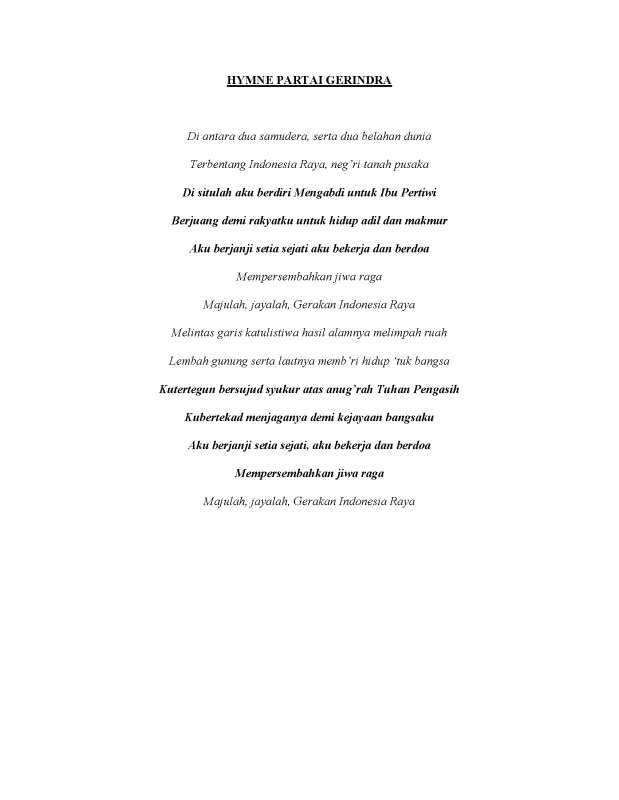 HYMNE PARTAI GERINDRA
Di antara dua samudera, serta dua belahan dunia
Terbentang Indonesia Raya, neg’ri tanah pusaka
Di situlah aku berdiri Mengabdi untuk Ibu Pertiwi
Berjuang demi rakyatku untuk hidup adil dan makmur
Aku berjanji setia sejati aku bekerja dan berdoa
Mempersembahkan jiwa raga
Majulah, jayalah, Gerakan Indonesia Raya
Melintas garis katulistiwa hasil alamnya melimpah ruah
Lembah gunung serta lautnya memb’ri hidup ‘tuk bangsa
Kutertegun bersujud syukur atas anug’rah Tuhan Pengasih
Kubertekad menjaganya demi kejayaan bangsaku
Aku berjanji setia sejati, aku bekerja dan berdoa
Mempersembahkan jiwa raga
Majulah, jayalah, Gerakan Indonesia Raya